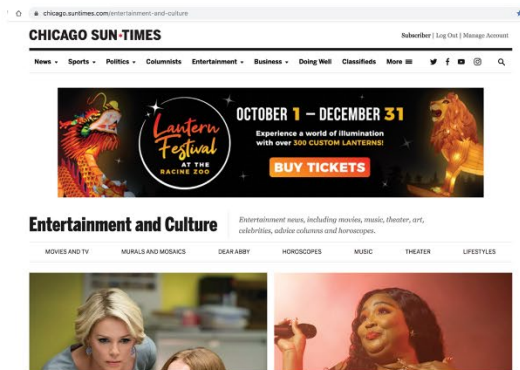 chicago.suntimes.com/entertainment-and-culture
CHICAGO SUN-TIMES
Subscriber | Log Out | Manage Account
News Sports Politics Columnists Entertainment Business Doing Well Classifieds More
Lantern
Festival
AT THE
RACINE ZOO
OCTOBER 1 – DECEMBER 31
Experience a world of illumination
with over 300 CUSTOM LANTERNS!
BUY TICKETS
Entertainment and Culture
Entertainment news, including movies, music, theater, art,
celebrities, advice columns and horoscopes.
MOVIES AND TV MURALS AND MOSAICS DEAR ABBY HOROSCOPES MUSIC THEATER LIFESTYLES